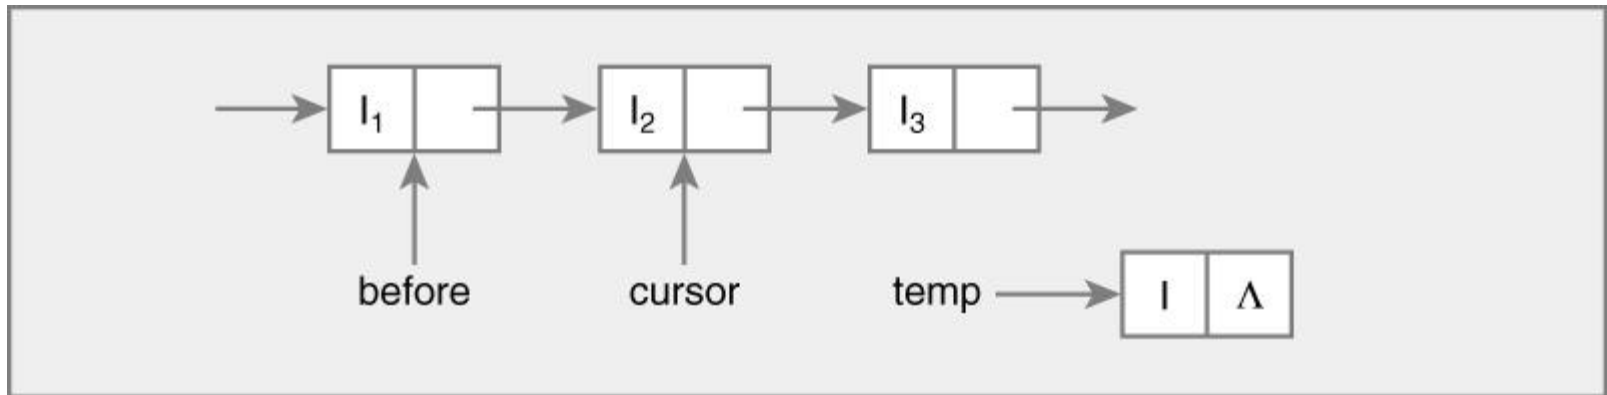 I₁ I₂ I₃
before cursor temp I Λ